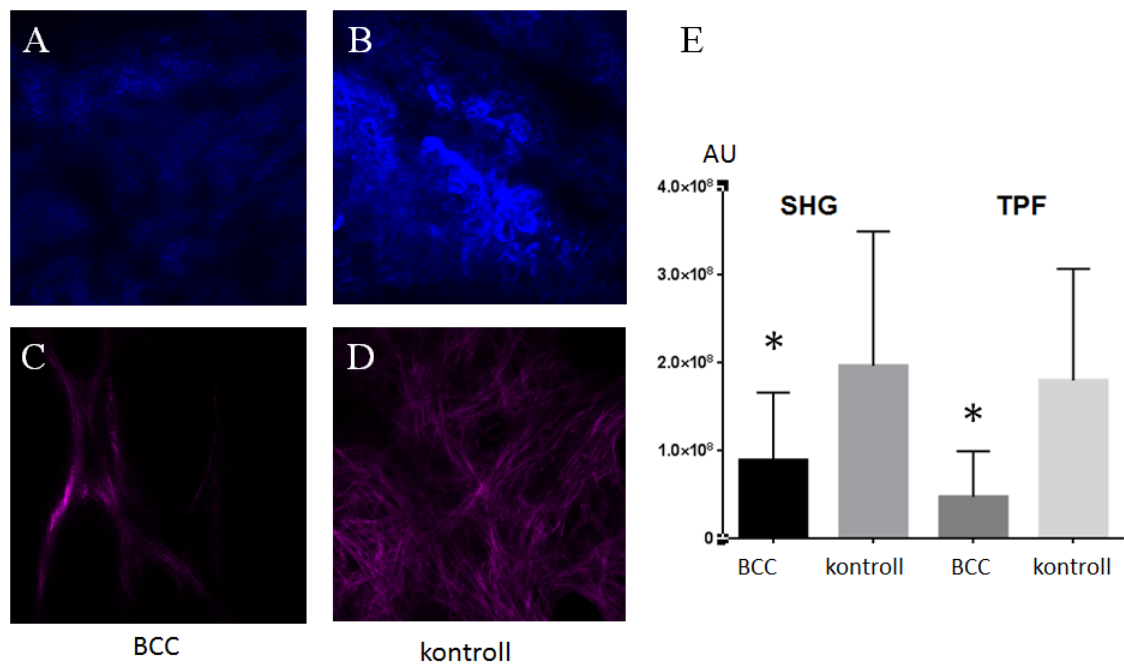 A
B
C
D
BCC
kontroll
E
AU
4.0×10⁸
3.0×10⁸
2.0×10⁸
1.0×10⁸
0
SHG
TPF
*
*
BCC
kontroll
BCC
kontroll